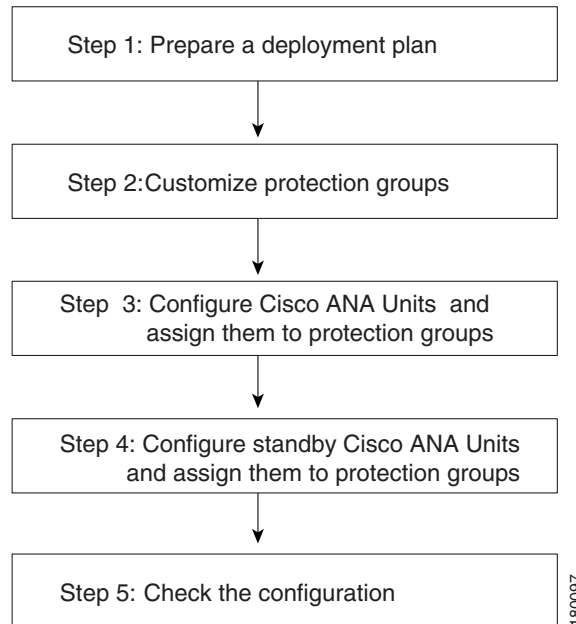 Step 1: Prepare a deployment plan
Step 2:Customize protection groups
Step 3: Configure Cisco ANA Units and
assign them to protection groups
Step 4: Configure standby Cisco ANA Units
and assign them to protection groups
Step 5: Check the configuration
180097